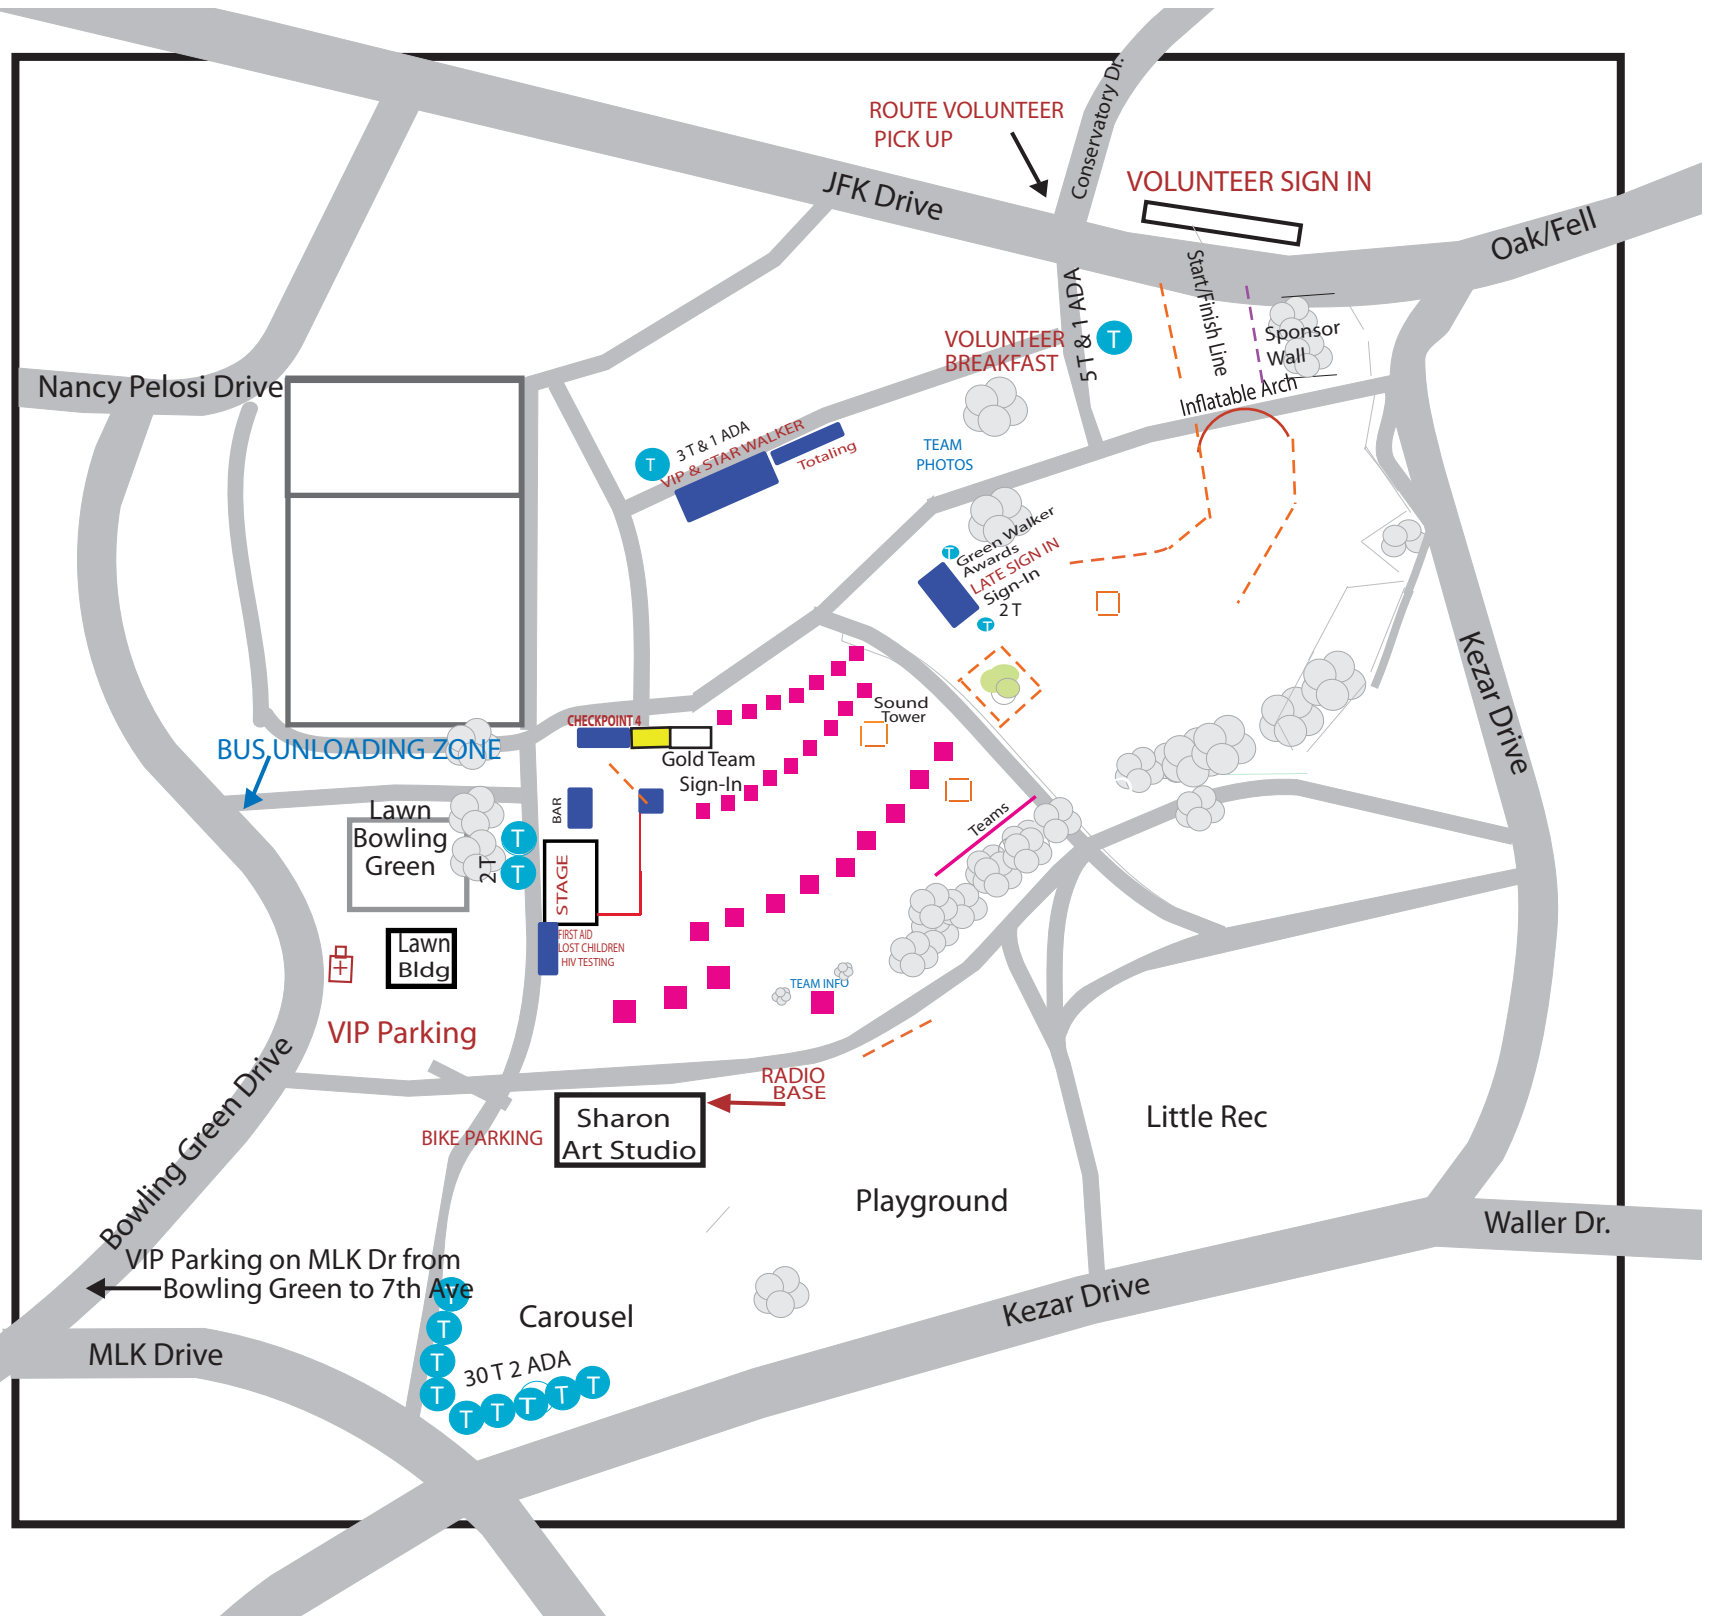 Conservatory Dr.
ROUTE VOLUNTEER
PICK UP
VOLUNTEER SIGN IN
JFK Drive
Oak/Fell
Start/Finish Line
5 T & 1 ADA
T
Sponsor
Wall
VOLUNTEER
BREAKFAST
Inflatable Arch
Nancy Pelosi Drive
3 T & 1 ADA
T
VIP & STAR WALKER
Totaling
TEAM
PHOTOS
T
Green Walker
Awards
LATE SIGN IN
Sign-In
2 T
T
Kezar Drive
Sound
Tower
CHECKPOINT 4
Gold Team
Sign-In
BUS UNLOADING ZONE
BAR
Lawn
Bowling
Green
T
T
2 T
STAGE
Teams
FIRST AID
LOST CHILDREN
HIV TESTING
Lawn
Bldg
TEAM INFO
VIP Parking
RADIO
BASE
Sharon
Art Studio
BIKE PARKING
Little Rec
Playground
Bowling Green Drive
Waller Dr.
VIP Parking on MLK Dr from
Bowling Green to 7th Ave
T
T
T
T
Carousel
Kezar Drive
MLK Drive
30 T 2 ADA
T
T
T
T
T